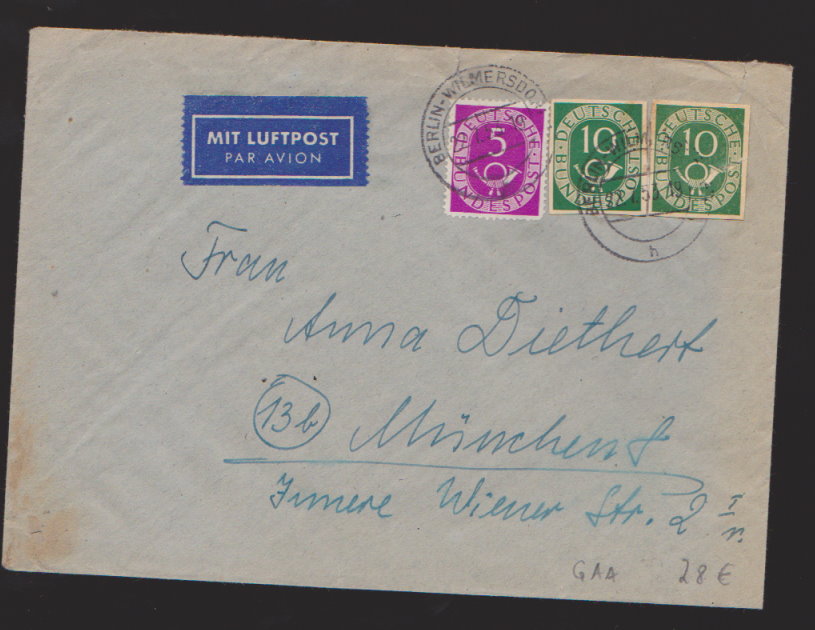 MIT LUFTPOST
PAR AVION
BERLIN-WILMERSDO
5
DEUTSCHE
BUNDESPOST
10
DEUTSCHE
BUNDESPOST
10
DEUTSCHE
BUNDESPOST
h
Frau
Anna Diethert
13b München 8
Innere Wiener Str. 2 I
r.
GAA 28 €